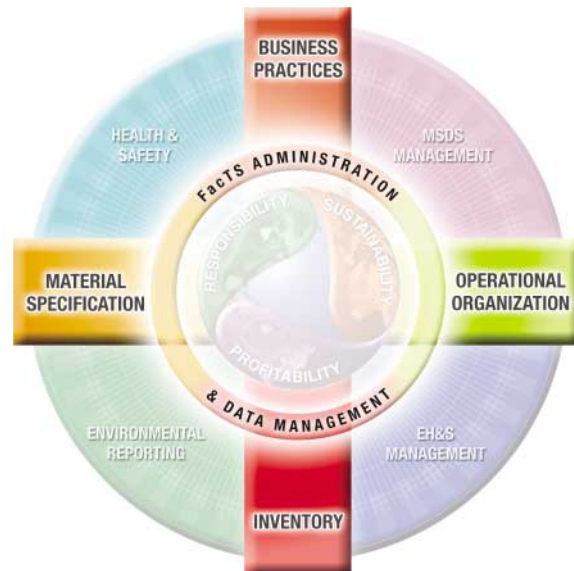 BUSINESS
PRACTICES
HEALTH &
SAFETY
MSDS
MANAGEMENT
FacTS ADMINISTRATION
RESPONSIBILITY
SUSTAINABILITY
MATERIAL
SPECIFICATION
OPERATIONAL
ORGANIZATION
PROFITABILITY
& DATA MANAGEMENT
ENVIRONMENTAL
REPORTING
EH&S
MANAGEMENT
INVENTORY